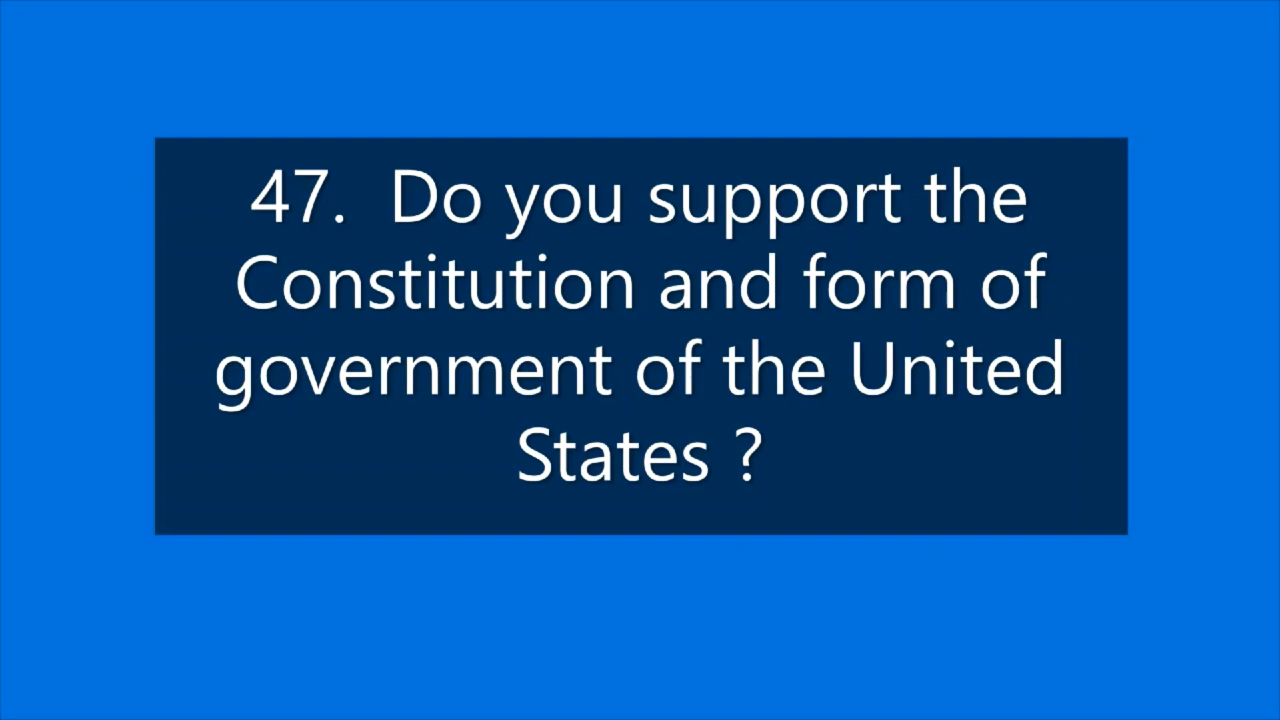 47.  Do you support the
Constitution and form of
government of the United
States ?